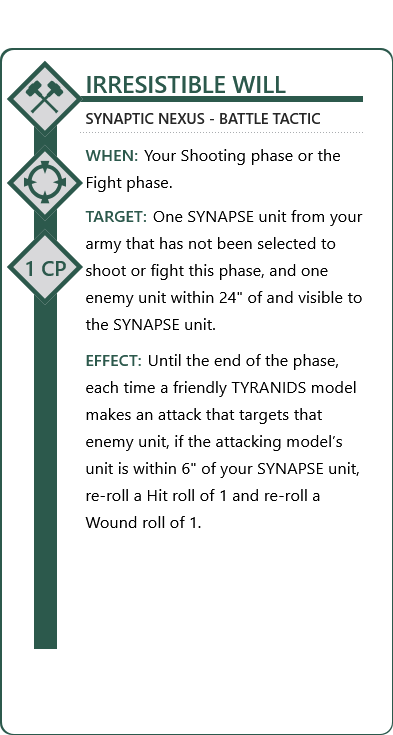 IRRESISTIBLE WILL
SYNAPTIC NEXUS - BATTLE TACTIC
WHEN: Your Shooting phase or the
Fight phase.
TARGET: One SYNAPSE unit from your
army that has not been selected to
shoot or fight this phase, and one
enemy unit within 24" of and visible to
the SYNAPSE unit.
1 CP
EFFECT: Until the end of the phase,
each time a friendly TYRANIDS model
makes an attack that targets that
enemy unit, if the attacking model’s
unit is within 6" of your SYNAPSE unit,
re-roll a Hit roll of 1 and re-roll a
Wound roll of 1.